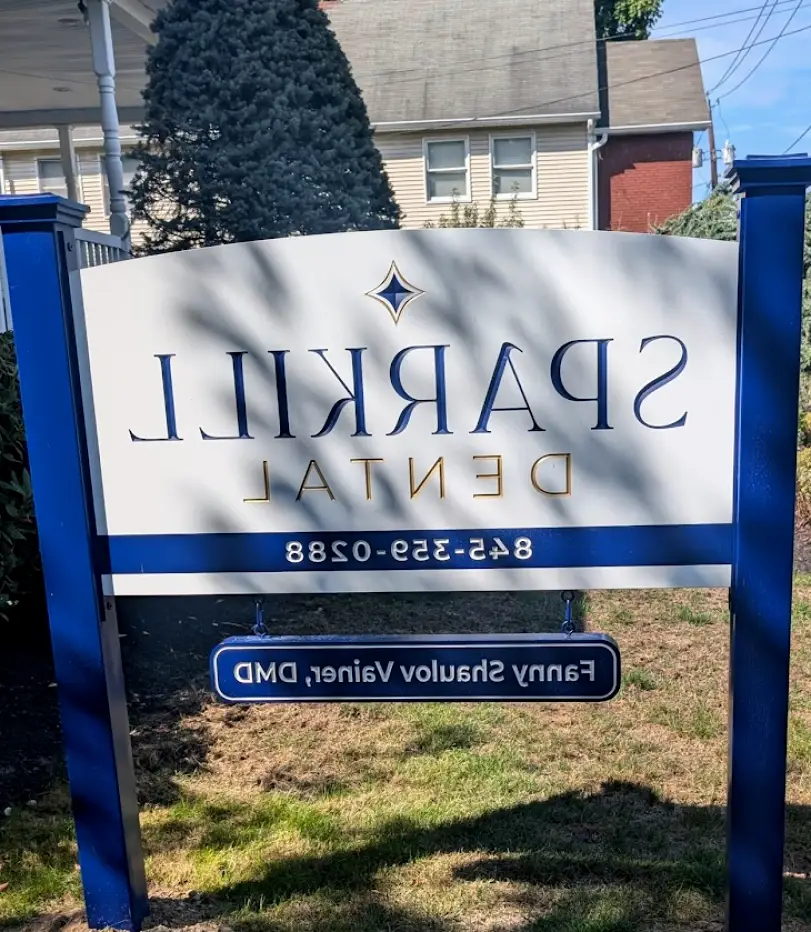 SPARKILL
DENTAL
845-359-0288
Fanny Shaulov Vainer, DMD